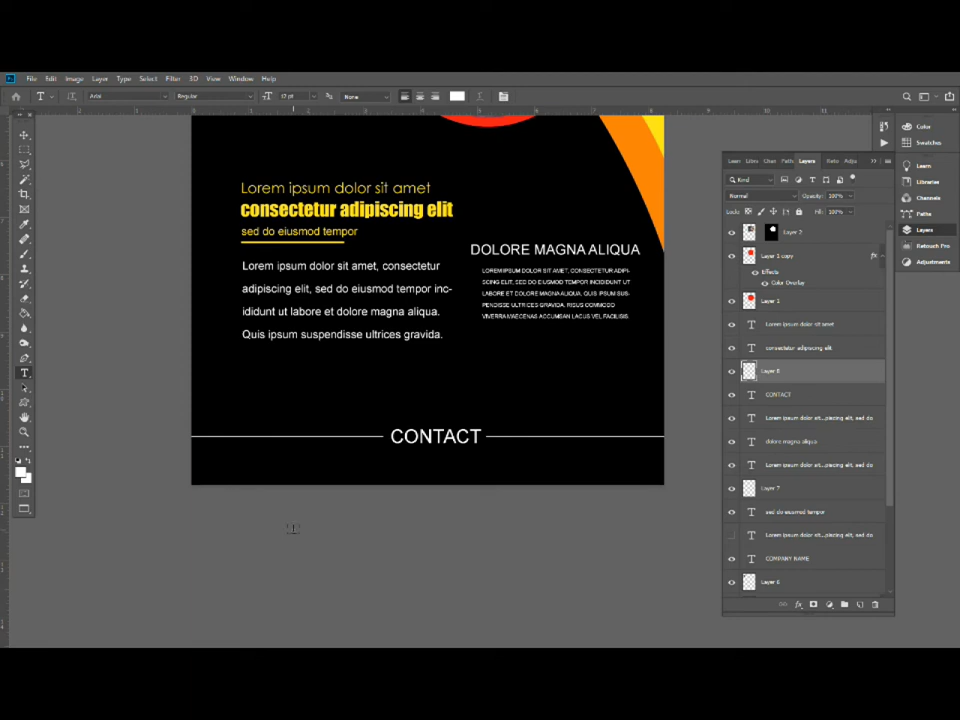 File Edit Image Layer Type Select Filter 3D View Window Help
Arial Regular 12 pt None
Lorem ipsum dolor sit amet
consectetur adipiscing elit
sed do eiusmod tempor
Lorem ipsum dolor sit amet, consectetur
adipiscing elit, sed do eiusmod tempor inc-
ididunt ut labore et dolore magna aliqua.
Quis ipsum suspendisse ultrices gravida.
DOLORE MAGNA ALIQUA
LOREM IPSUM DOLOR SIT AMET, CONSECTETUR ADIPI-
SCING ELIT, SED DO EIUSMOD TEMPOR INCIDIDUNT UT
LABORE ET DOLORE MAGNA ALIQUA. QUIS IPSUM SUS-
PENDISSE ULTRICES GRAVIDA. RISUS COMMODO
VIVERRA MAECENAS ACCUMSAN LACUS VEL FACILISIS.
CONTACT
Layers
Kind
Normal Opacity: 100%
Lock: Fill: 100%
Layer 2
Layer 1 copy
Effects
Color Overlay
Layer 1
Lorem ipsum dolor sit amet
consectetur adipiscing elit
Layer 8
CONTACT
Lorem ipsum dolor sit...piscing elit, sed do
dolore magna aliqua
Lorem ipsum dolor sit...piscing elit, sed do
Layer 7
sed do eiusmod tempor
Lorem ipsum dolor sit...piscing elit, sed do
COMPANY NAME
Layer 6
Color
Swatches
Learn
Libraries
Channels
Paths
Layers
Retouch Pro
Adjustments